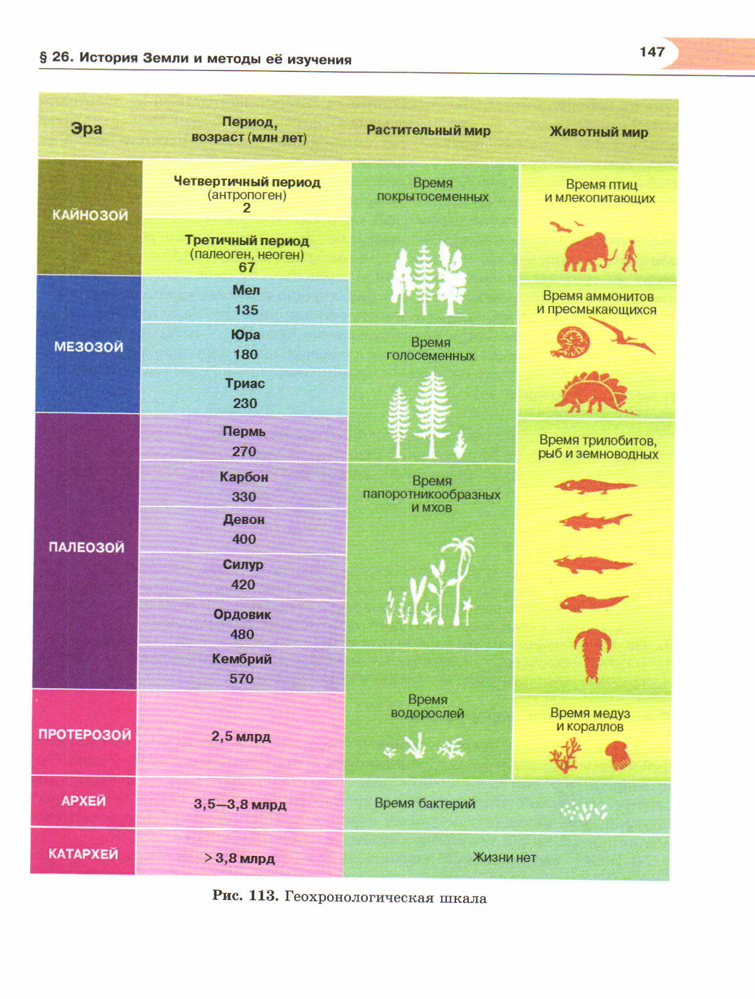 § 26. История Земли и методы её изучения
147
Эра
Период,
возраст (млн лет)
Растительный мир
Животный мир
КАЙНОЗОЙ
Четвертичный период
(антропоген)
2
Третичный период
(палеоген, неоген)
67
Время
покрытосеменных
Время птиц
и млекопитающих
МЕЗОЗОЙ
Мел
135
Юра
180
Триас
230
Время
голосеменных
Время аммонитов
и пресмыкающихся
ПАЛЕОЗОЙ
Пермь
270
Карбон
330
Девон
400
Силур
420
Ордовик
480
Кембрий
570
Время
папоротникообразных
и мхов
Время трилобитов,
рыб и земноводных
ПРОТЕРОЗОЙ
2,5 млрд
Время
водорослей
Время медуз
и кораллов
АРХЕЙ
3,5—3,8 млрд
Время бактерий
КАТАРХЕЙ
> 3,8 млрд
Жизни нет
Рис. 113. Геохронологическая шкала